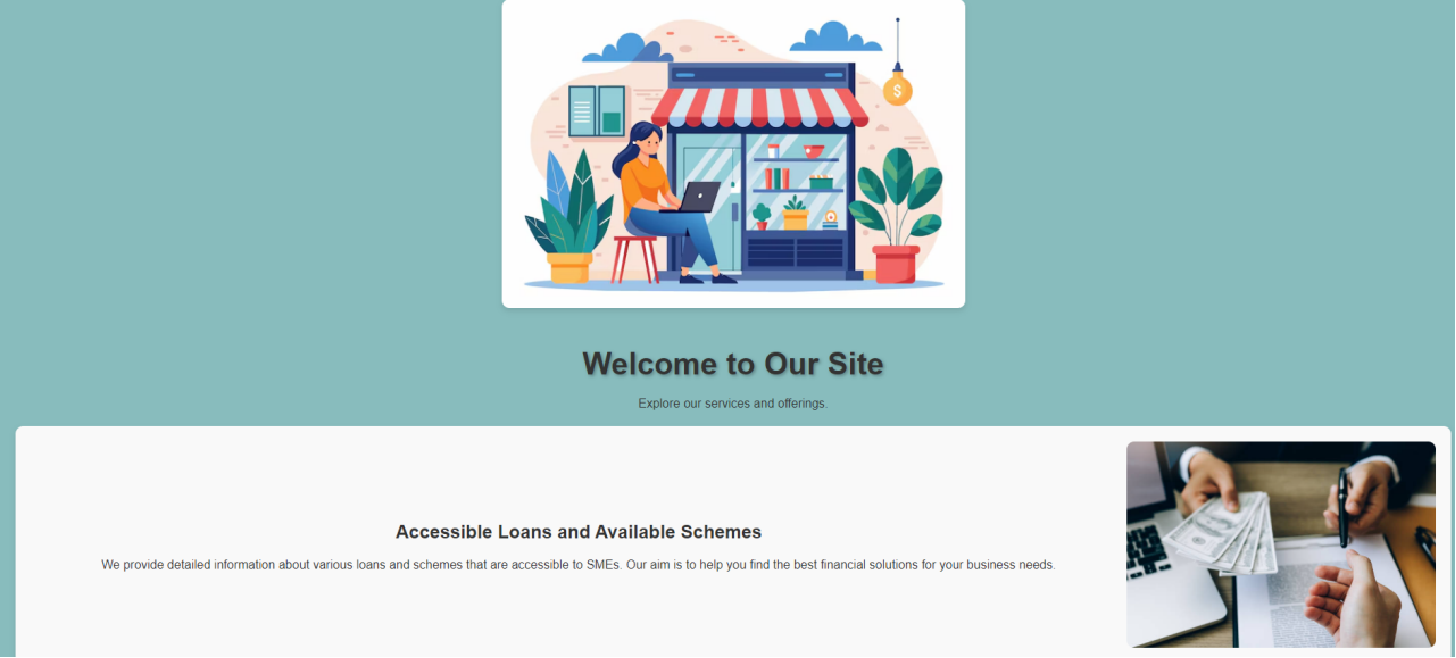 $
Welcome to Our Site
Explore our services and offerings.
Accessible Loans and Available Schemes
We provide detailed information about various loans and schemes that are accessible to SMEs. Our aim is to help you find the best financial solutions for your business needs.